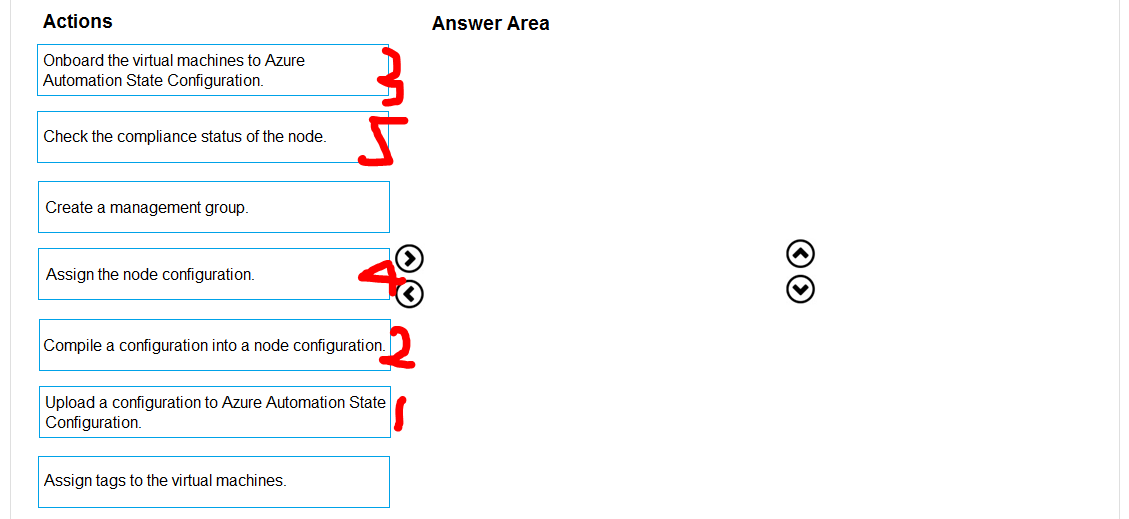 Actions
Answer Area
Onboard the virtual machines to Azure
Automation State Configuration.
3
Check the compliance status of the node.
5
Create a management group.
Assign the node configuration.
4
Compile a configuration into a node configuration.
2
Upload a configuration to Azure Automation State
Configuration.
1
Assign tags to the virtual machines.